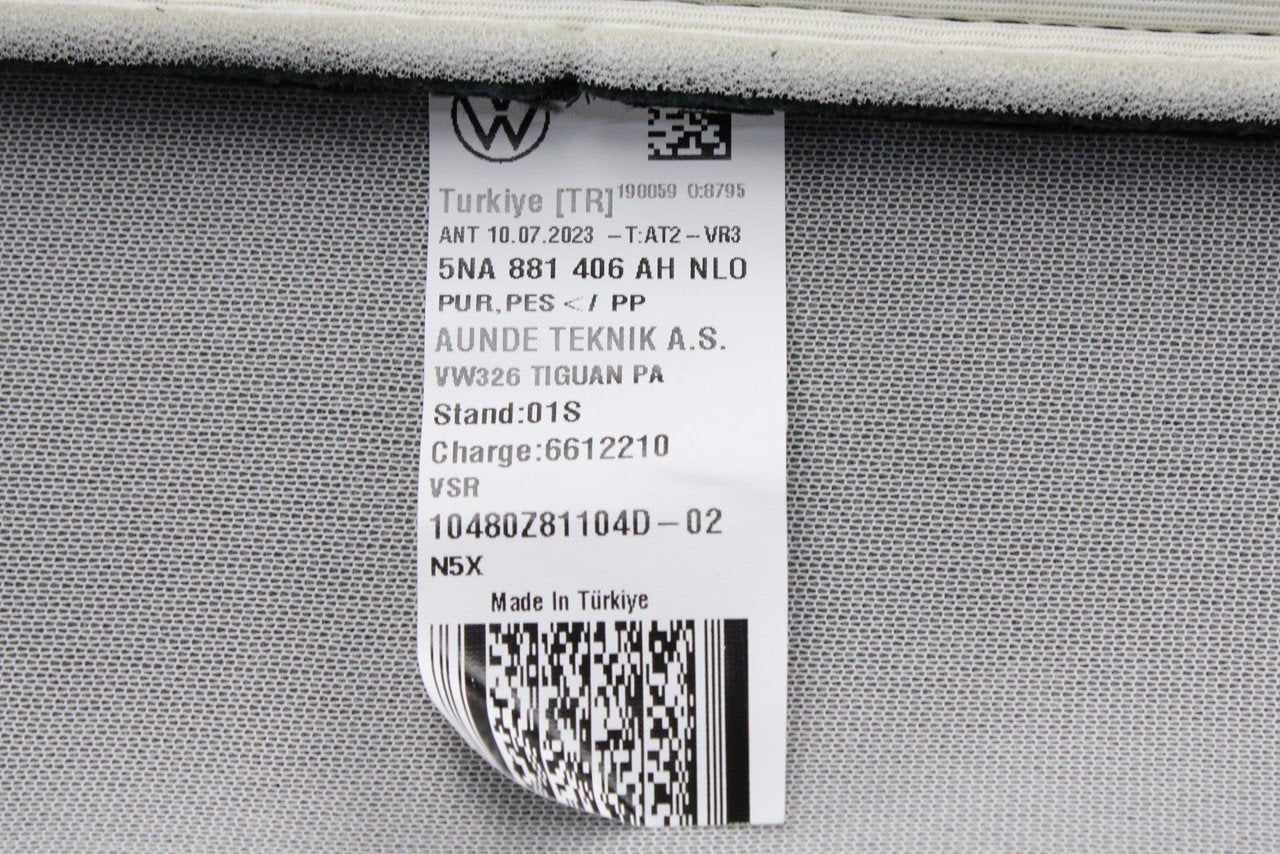 Turkiye [TR] 190059 0:8795
ANT 10.07.2023 –T:AT2–VR3
5NA 881 406 AH NLO
PUR,PES </ PP
AUNDE TEKNIK A.S.
VW326 TIGUAN PA
Stand:01S
Charge:6612210
VSR
10480Z81104D–02
N5X
Made In Türkiye